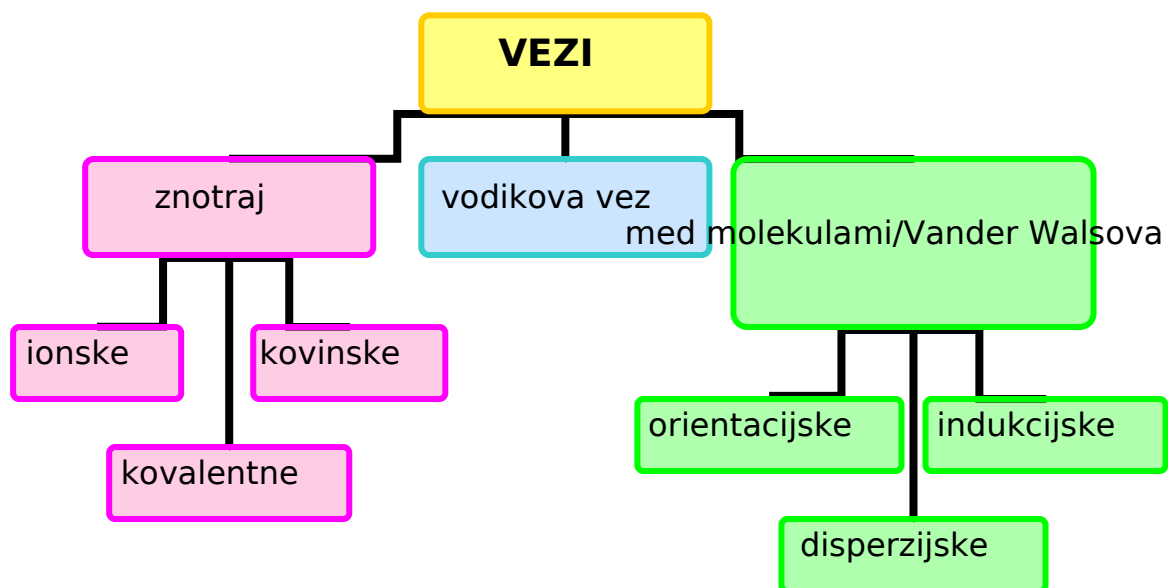 VEZI
znotraj
vodikova vez
med molekulami/Vander Walsova
ionske
kovinske
kovalentne
orientacijske
indukcijske
disperzijske